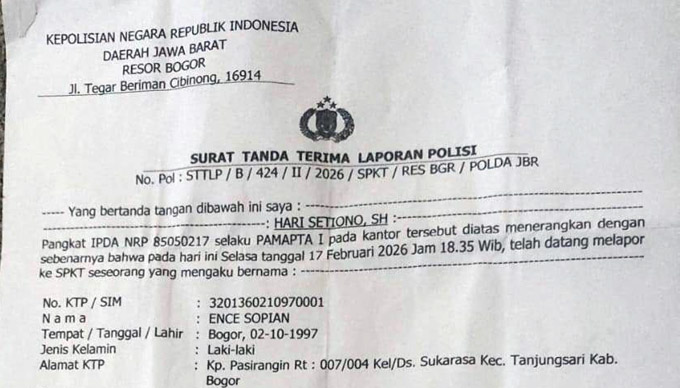 KEPOLISIAN NEGARA REPUBLIK INDONESIA
DAERAH JAWA BARAT
RESOR BOGOR
Jl. Tegar Beriman Cibinong, 16914
SURAT TANDA TERIMA LAPORAN POLISI
No. Pol : STTLP / B / 424 / II / 2026 / SPKT / RES BGR / POLDA JBR
----- Yang bertanda tangan dibawah ini saya : ------------------------------------------------
------------------------------------: HARI SETIONO, SH :------------------------------------
Pangkat IPDA NRP 85050217 selaku PAMAPTA I pada kantor tersebut diatas menerangkan dengan
sebenarnya bahwa pada hari ini Selasa tanggal 17 Februari 2026 Jam 18.35 Wib, telah datang melapor
ke SPKT seseorang yang mengaku bernama : ------------------------------------------------
No. KTP / SIM : 3201360210970001
N a m a : ENCE SOPIAN
Tempat / Tanggal / Lahir : Bogor, 02-10-1997
Jenis Kelamin : Laki-laki
Alamat KTP : Kp. Pasirangin Rt : 007/004 Kel/Ds. Sukarasa Kec. Tanjungsari Kab.
Bogor